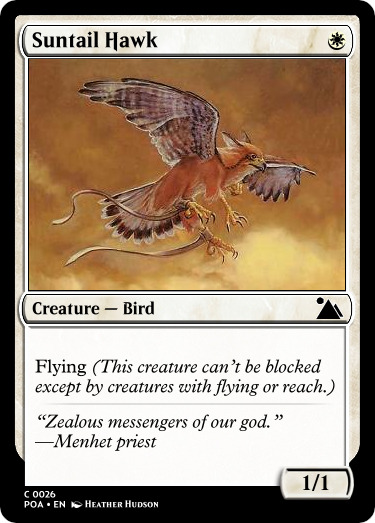 Suntail Hawk
Creature — Bird
Flying (This creature can't be blocked
except by creatures with flying or reach.)
“Zealous messengers of our god.”
—Menhet priest
1/1
C 0026
POA • EN Heather Hudson